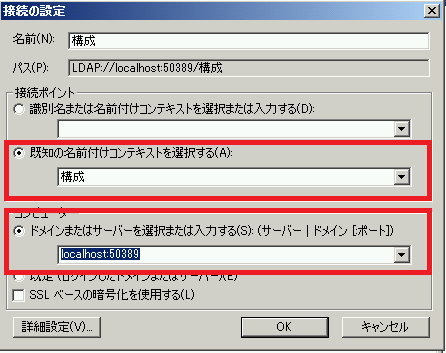 接続の設定
名前(N):
構成
パス(P):
LDAP://localhost:50389/構成
接続ポイント
識別名または名前付けコンテキストを選択または入力する(D):
既知の名前付けコンテキストを選択する(A):
構成
コンピューター
ドメインまたはサーバーを選択または入力する(S): (サーバー | ドメイン [:ポート])
localhost:50389
既定 (ログインしたドメインまたはサーバー)(E)
SSL ベースの暗号化を使用する(L)
詳細設定(V)...
OK
キャンセル